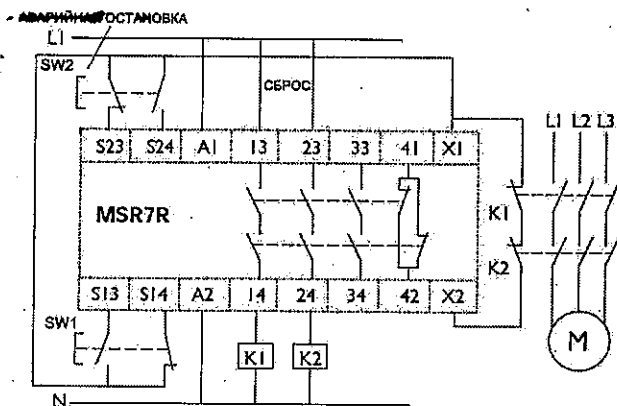 АВАРИЙНАЯ ОСТАНОВКА
L1
SW2
СБРОС
S23 S24 A1 13 23 33 41 X1
L1 L2 L3
MSR7R
K1
K2
S13 S14 A2 14 24 34 42 X2
SW1
K1 K2
M
N